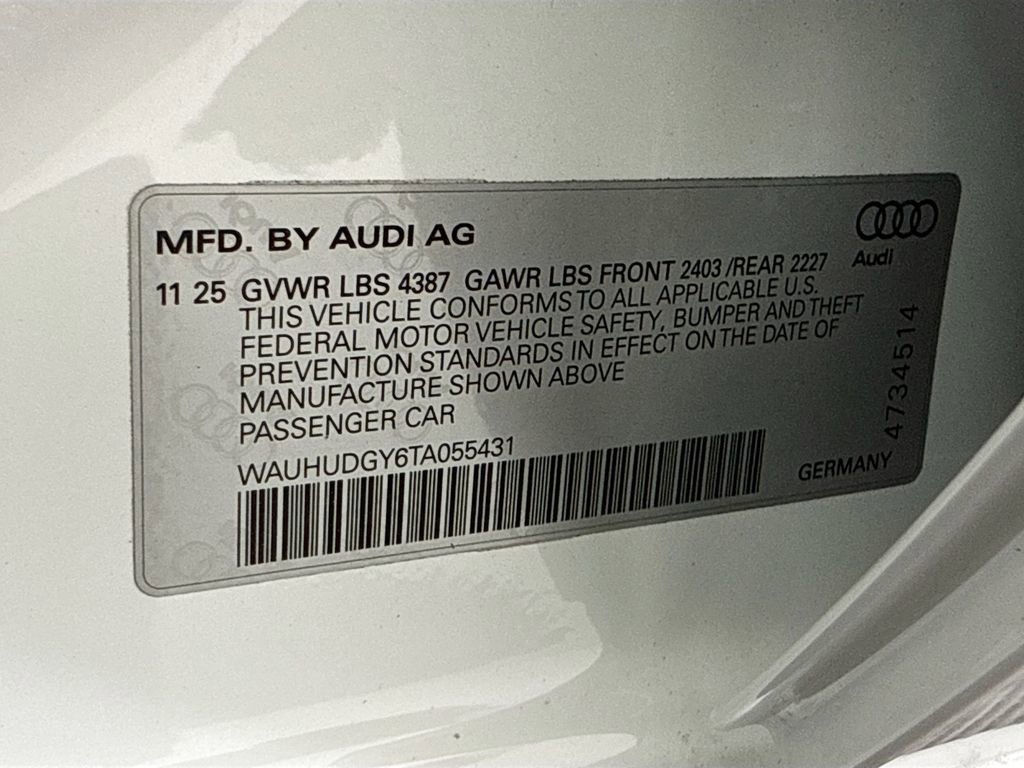 MFD. BY AUDI AG
Audi
11 25 GVWR LBS 4387 GAWR LBS FRONT 2403 /REAR 2227
THIS VEHICLE CONFORMS TO ALL APPLICABLE U.S.
FEDERAL MOTOR VEHICLE SAFETY, BUMPER AND THEFT
PREVENTION STANDARDS IN EFFECT ON THE DATE OF
MANUFACTURE SHOWN ABOVE
PASSENGER CAR
WAUHUDGY6TA055431
GERMANY
4734514